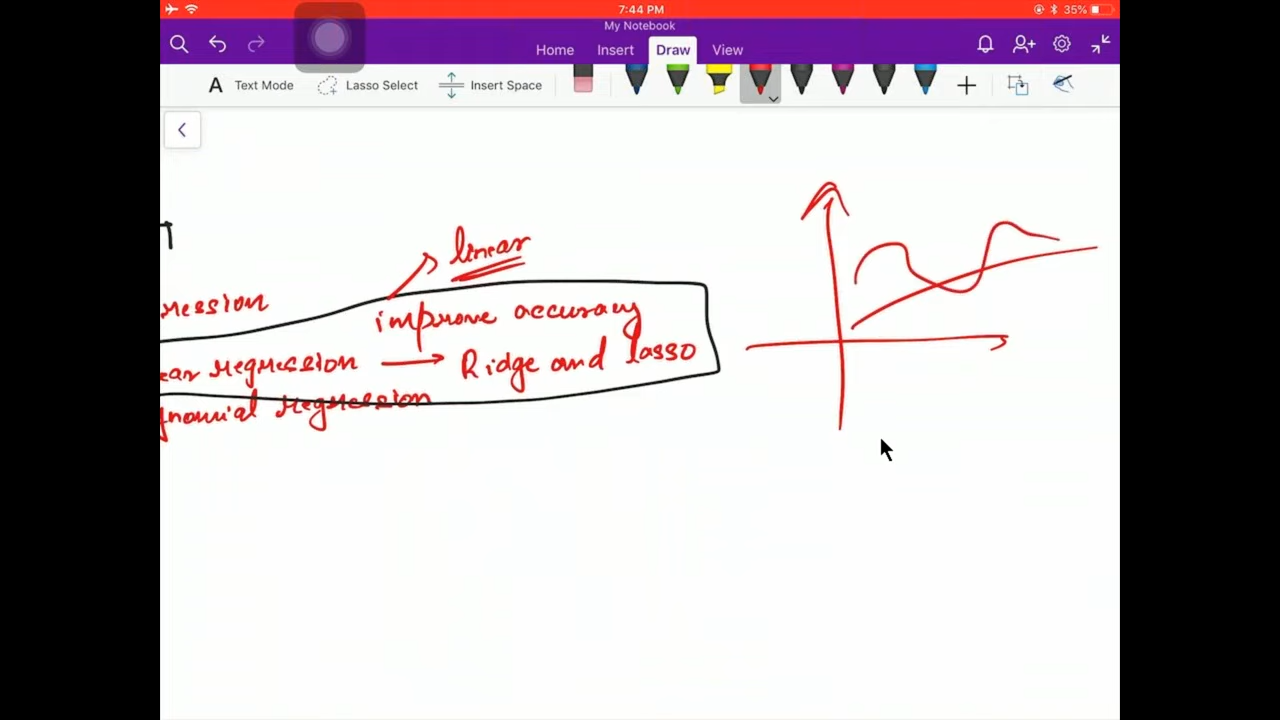 7:44 PM
35%
My Notebook
Home Insert Draw View
A Text Mode Lasso Select Insert Space
linear
ression
improve accuracy
ear regression → Ridge and lasso
ynomial regression